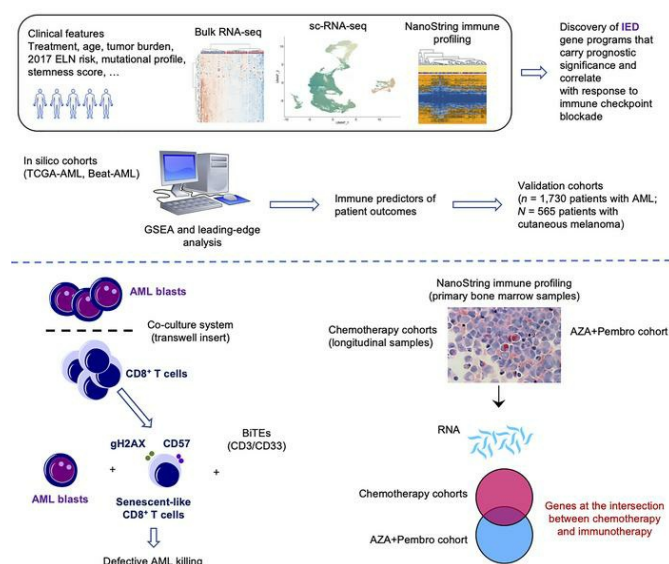 Clinical features
Treatment, age, tumor burden,
2017 ELN risk, mutational profile,
stemness score, …
Bulk RNA-seq
sc-RNA-seq
NanoString immune
profiling
Discovery of IED
gene programs that
carry prognostic
significance and
correlate
with response to
immune checkpoint
blockade
In silico cohorts
(TCGA-AML, Beat-AML)
GSEA and leading-edge
analysis
Immune predictors of
patient outcomes
Validation cohorts
(n = 1,730 patients with AML;
N = 565 patients with
cutaneous melanoma)
AML blasts
Co-culture system
(transwell insert)
CD8+ T cells
gH2AX
CD57
BiTEs
(CD3/CD33)
+
+
AML blasts
Senescent-like
CD8+ T cells
Defective AML killing
NanoString immune profiling
(primary bone marrow samples)
Chemotherapy cohorts
(longitudinal samples)
AZA+Pembro cohort
RNA
Chemotherapy cohorts
AZA+Pembro cohort
Genes at the intersection
between chemotherapy
and immunotherapy